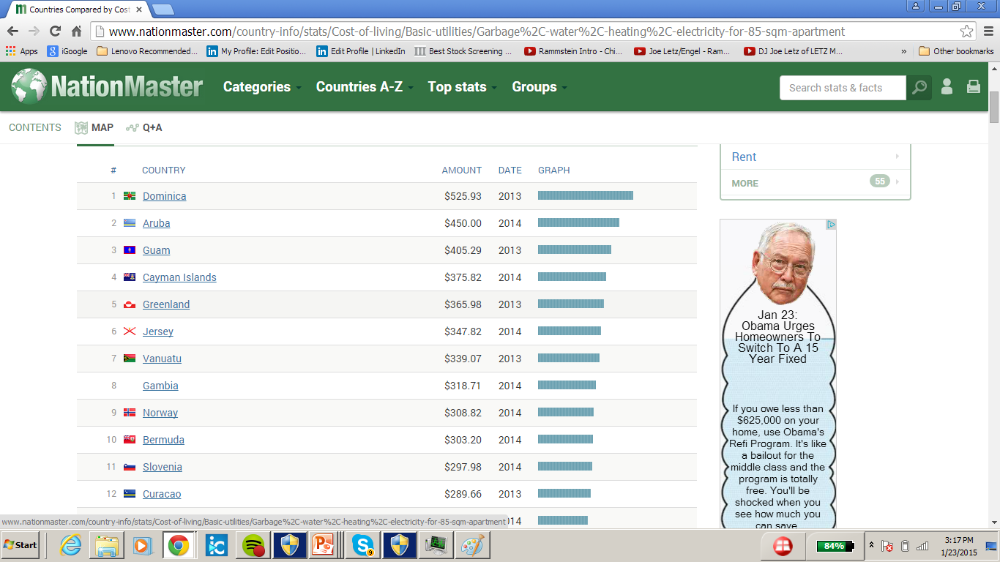 Countries Compared by Cost
www.nationmaster.com/country-info/stats/Cost-of-living/Basic-utilities/Garbage%2C-water%2C-heating%2C-electricity-for-85-sqm-apartment
Apps iGoogle Lenovo Recommended... My Profile: Edit Positio... Edit Profile | LinkedIn Best Stock Screening ... Rammstein Intro - Chi... Joe Letz/Engel - Ram... DJ Joe Letz of LETZ M... » Other bookmarks
NationMaster Categories Countries A-Z Top stats Groups Search stats & facts
CONTENTS MAP Q+A
# COUNTRY AMOUNT DATE GRAPH
1 Dominica $525.93 2013
2 Aruba $450.00 2014
3 Guam $405.29 2013
4 Cayman Islands $375.82 2014
5 Greenland $365.98 2013
6 Jersey $347.82 2014
7 Vanuatu $339.07 2013
8 Gambia $318.71 2014
9 Norway $308.82 2014
10 Bermuda $303.20 2014
11 Slovenia $297.98 2014
12 Curacao $289.66 2013
014
Rent
MORE 55
Jan 23:
Obama Urges
Homeowners To
Switch To A 15
Year Fixed
If you owe less than
$625,000 on your
home, use Obama's
Refi Program. It's like
a bailout for the
middle class and the
program is totally
free. You'll be
shocked when you
see how much you
can save
www.nationmaster.com/country-info/stats/Cost-of-living/Basic-utilities/Garbage%2C-water%2C-heating%2C-electricity-for-85-sqm-apartment
Start 9 84% 3:17 PM
1/23/2015